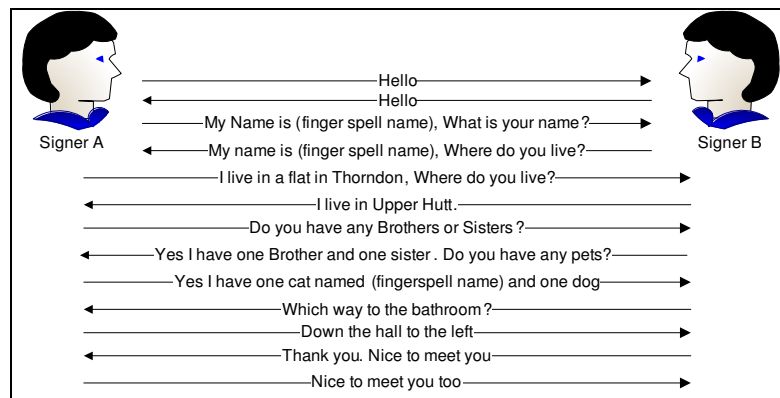 Hello
Hello
My Name is (finger spell name), What is your name?
Signer A
Signer B
My name is (finger spell name), Where do you live?
I live in a flat in Thorndon, Where do you live?
I live in Upper Hutt.
Do you have any Brothers or Sisters?
Yes I have one Brother and one sister. Do you have any pets?
Yes I have one cat named (fingerspell name) and one dog
Which way to the bathroom?
Down the hall to the left
Thank you. Nice to meet you
Nice to meet you too